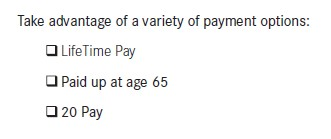 Take advantage of a variety of payment options:
❑ LifeTime Pay
❑ Paid up at age 65
❑ 20 Pay